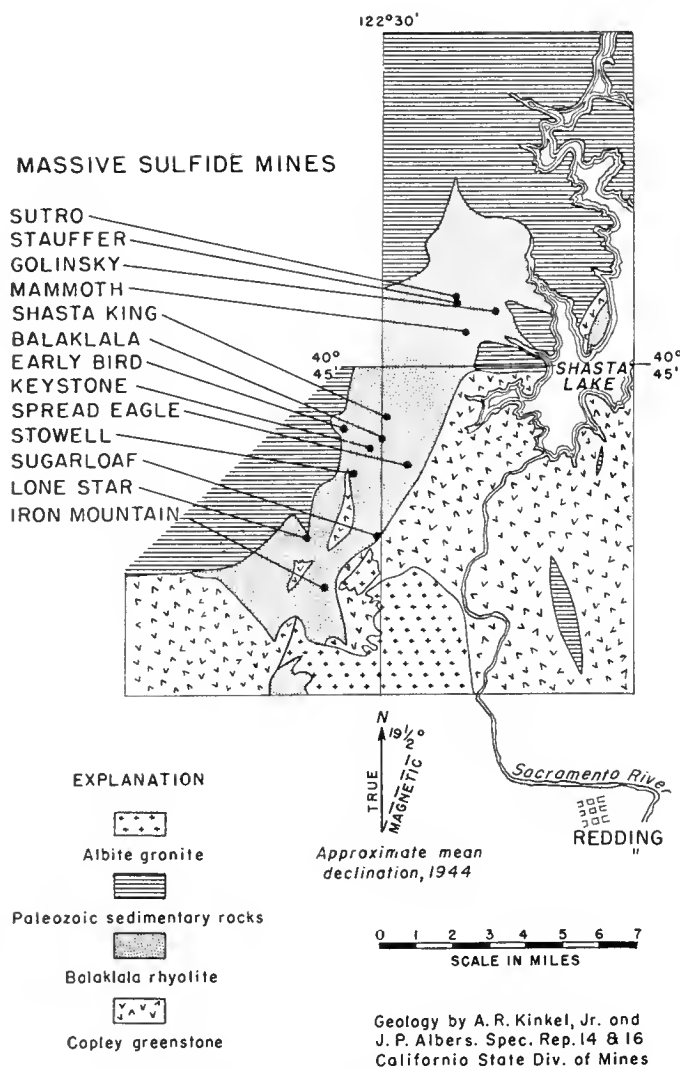 122°30'
MASSIVE SULFIDE MINES
SUTRO
STAUFFER
GOLINSKY
MAMMOTH
SHASTA KING
BALAKLALA
EARLY BIRD
KEYSTONE
SPREAD EAGLE
STOWELL
SUGARLOAF
LONE STAR
IRON MOUNTAIN
40°
45'
SHASTA
LAKE
40°
45'
N
19 1/2°
TRUE
MAGNETIC
Approximate mean
declination, 1944
Sacramento River
REDDING
"
EXPLANATION
Albite granite
Paleozoic sedimentary rocks
Balaklala rhyolite
Copley greenstone
0 1 2 3 4 5 6 7
SCALE IN MILES
Geology by A.R. Kinkel, Jr. and
J.P. Albers. Spec. Rep. 14 & 16
California State Div. of Mines